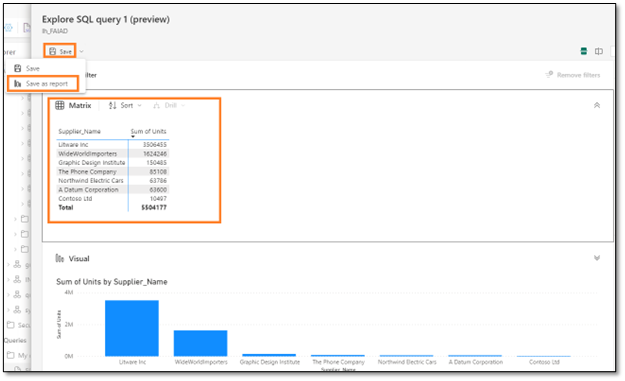 Explore SQL query 1 (preview)
lh_FAIAD
Save
Save
Save as report
orer
filter
Remove filters
Matrix Sort Drill
Supplier_Name Sum of Units
Litware Inc 3506455
WideWorldImporters 1624246
Graphic Design Institute 150485
The Phone Company 85108
Northwind Electric Cars 63786
A Datum Corporation 63600
Contoso Ltd 10497
Total 5504177
Visual
Sum of Units by Supplier_Name
4M
2M
0M
Sum of Units
Litware Inc WideWorldImporters Graphic Design Institute The Phone Company Northwind Electric Cars A Datum Corporation Contoso Ltd
Supplier_Name
Queries